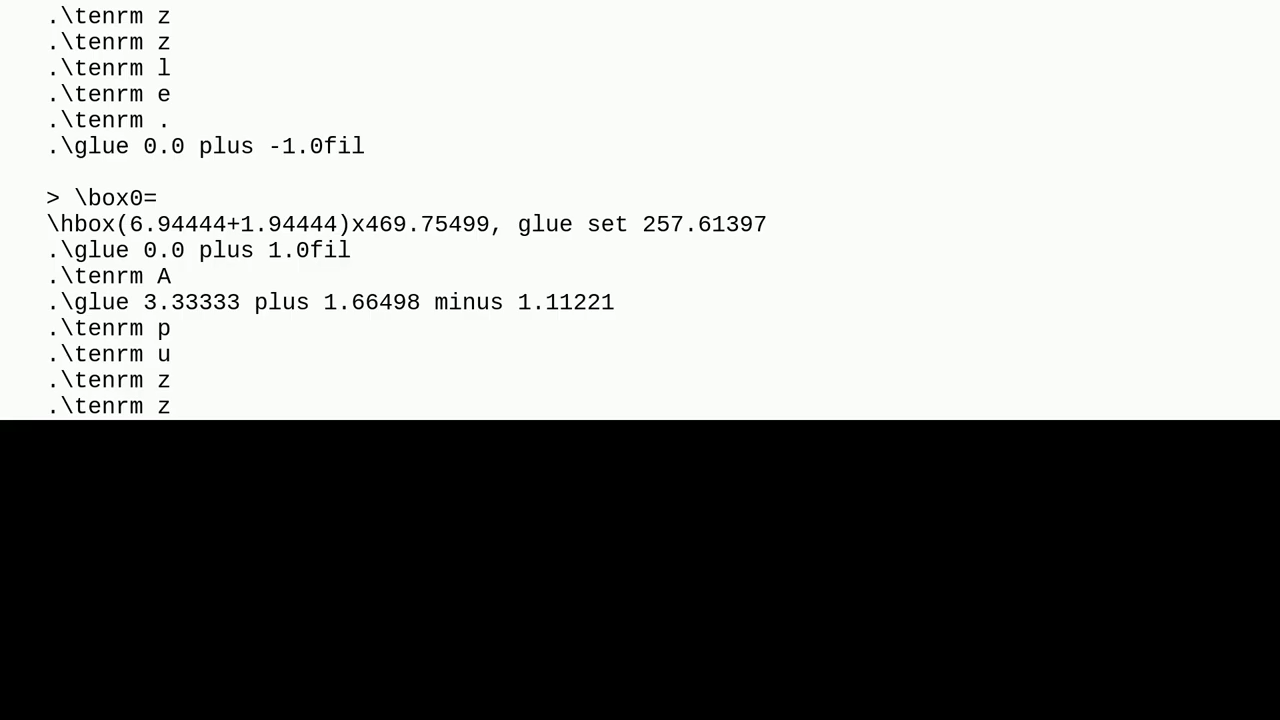 .\tenrm z
.\tenrm z
.\tenrm l
.\tenrm e
.\tenrm .
.\glue 0.0 plus -1.0fil
> \box0=
\hbox(6.94444+1.94444)x469.75499, glue set 257.61397
.\glue 0.0 plus 1.0fil
.\tenrm A
.\glue 3.33333 plus 1.66498 minus 1.11221
.\tenrm p
.\tenrm u
.\tenrm z
.\tenrm z